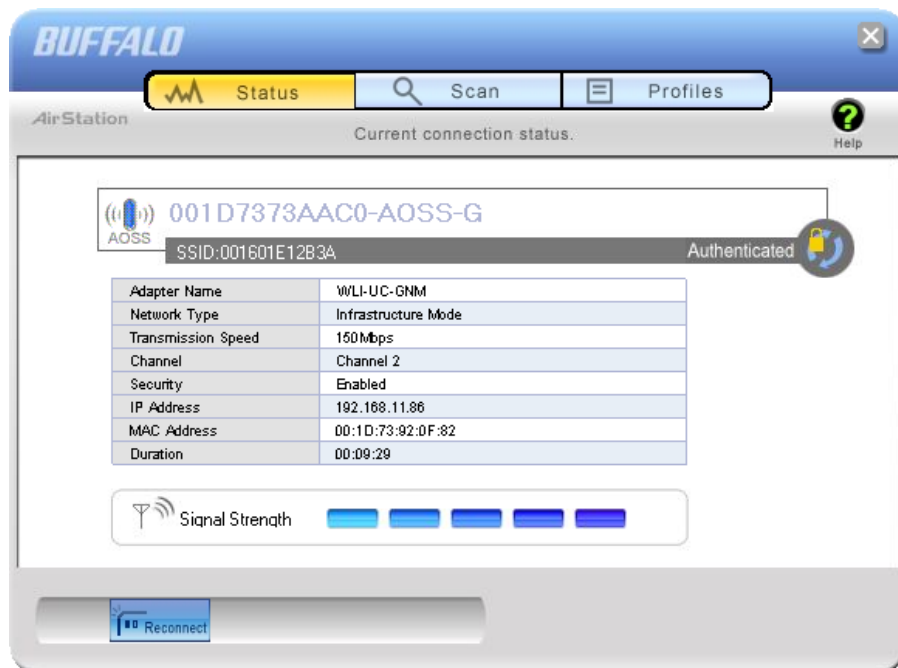 BUFFALO
Status Scan Profiles
AirStation
Current connection status.
Help
001D7373AAC0-AOSS-G
AOSS
SSID:001601E12B3A Authenticated
Adapter Name WLI-UC-GNM
Network Type Infrastructure Mode
Transmission Speed 150Mbps
Channel Channel 2
Security Enabled
IP Address 192.168.11.86
MAC Address 00:1D:73:92:0F:82
Duration 00:09:29
Signal Strength
Reconnect